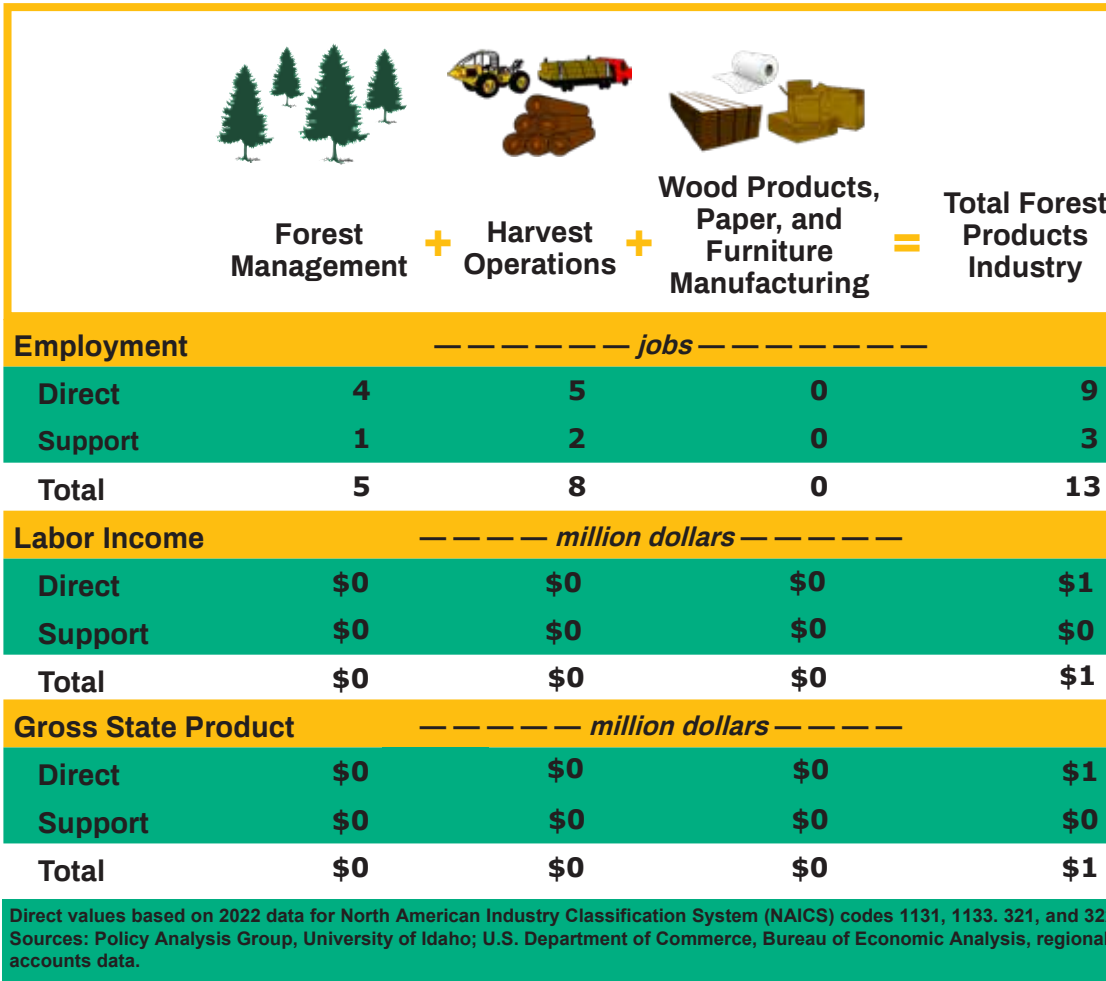 Forest
Management
+
Harvest
Operations
+
Wood Products,
Paper, and
Furniture
Manufacturing
=
Total Forest
Products
Industry
Employment — — — — — — jobs — — — — — — —
Direct 4 5 0 9
Support 1 2 0 3
Total 5 8 0 13
Labor Income — — — — million dollars — — — — —
Direct $0 $0 $0 $1
Support $0 $0 $0 $0
Total $0 $0 $0 $1
Gross State Product — — — — — million dollars — — — —
Direct $0 $0 $0 $1
Support $0 $0 $0 $0
Total $0 $0 $0 $1
Direct values based on 2022 data for North American Industry Classification System (NAICS) codes 1131, 1133. 321, and 32
Sources: Policy Analysis Group, University of Idaho; U.S. Department of Commerce, Bureau of Economic Analysis, regional
accounts data.